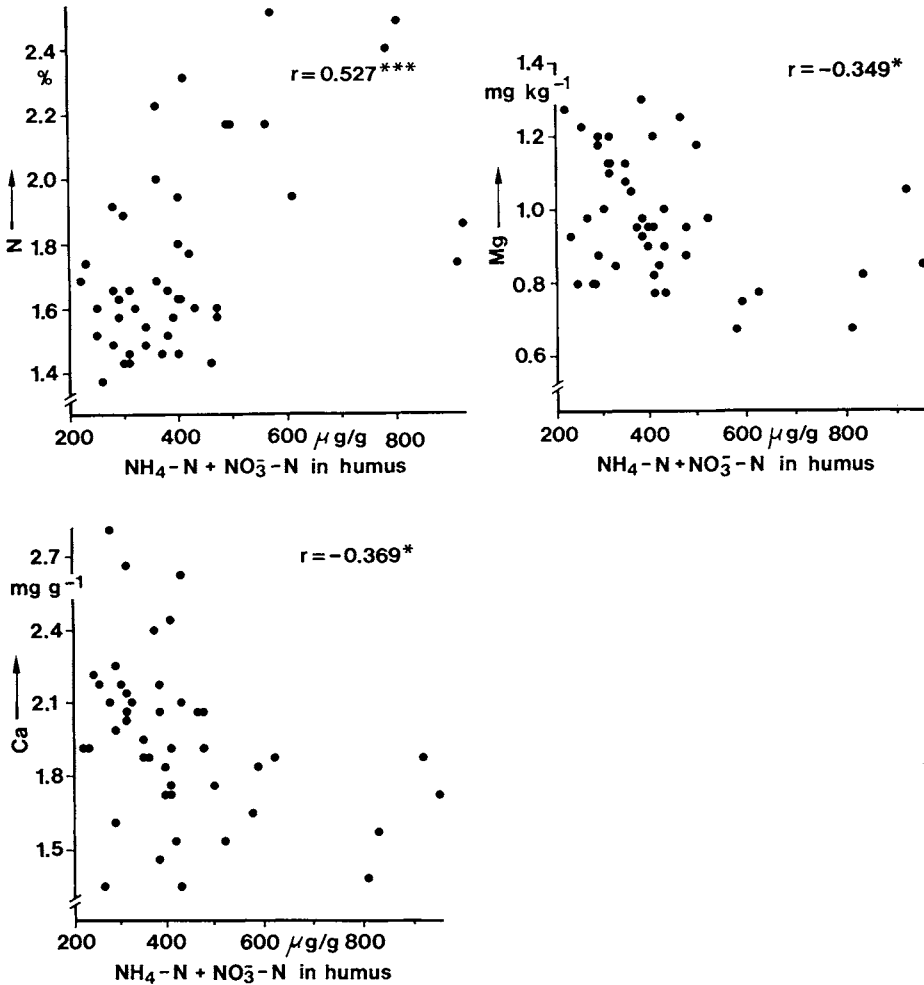 2.4
%
2.2
2.0
1.8
1.6
1.4
N
r=0.527***
200 400 600 μg/g 800
NH₄-N + NO₃⁻-N in humus
1.4
mg kg⁻¹
1.2
1.0
0.8
0.6
Mg
r=-0.349*
200 400 600 μg/g 800
NH₄-N+NO₃⁻-N in humus
2.7
mg g⁻¹
2.4
2.1
1.8
1.5
Ca
r=-0.369*
200 400 600 μg/g 800
NH₄-N + NO₃⁻-N in humus